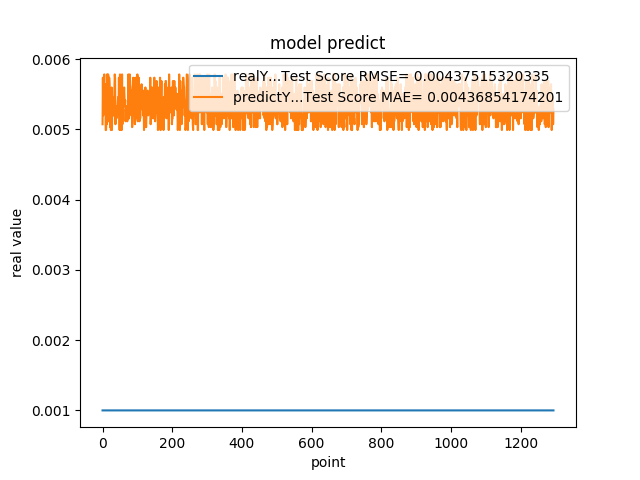 model predict
realY...Test Score RMSE= 0.00437515320335
predictY...Test Score MAE= 0.00436854174201
0.006
0.005
0.004
0.003
0.002
0.001
real value
0 200 400 600 800 1000 1200
point